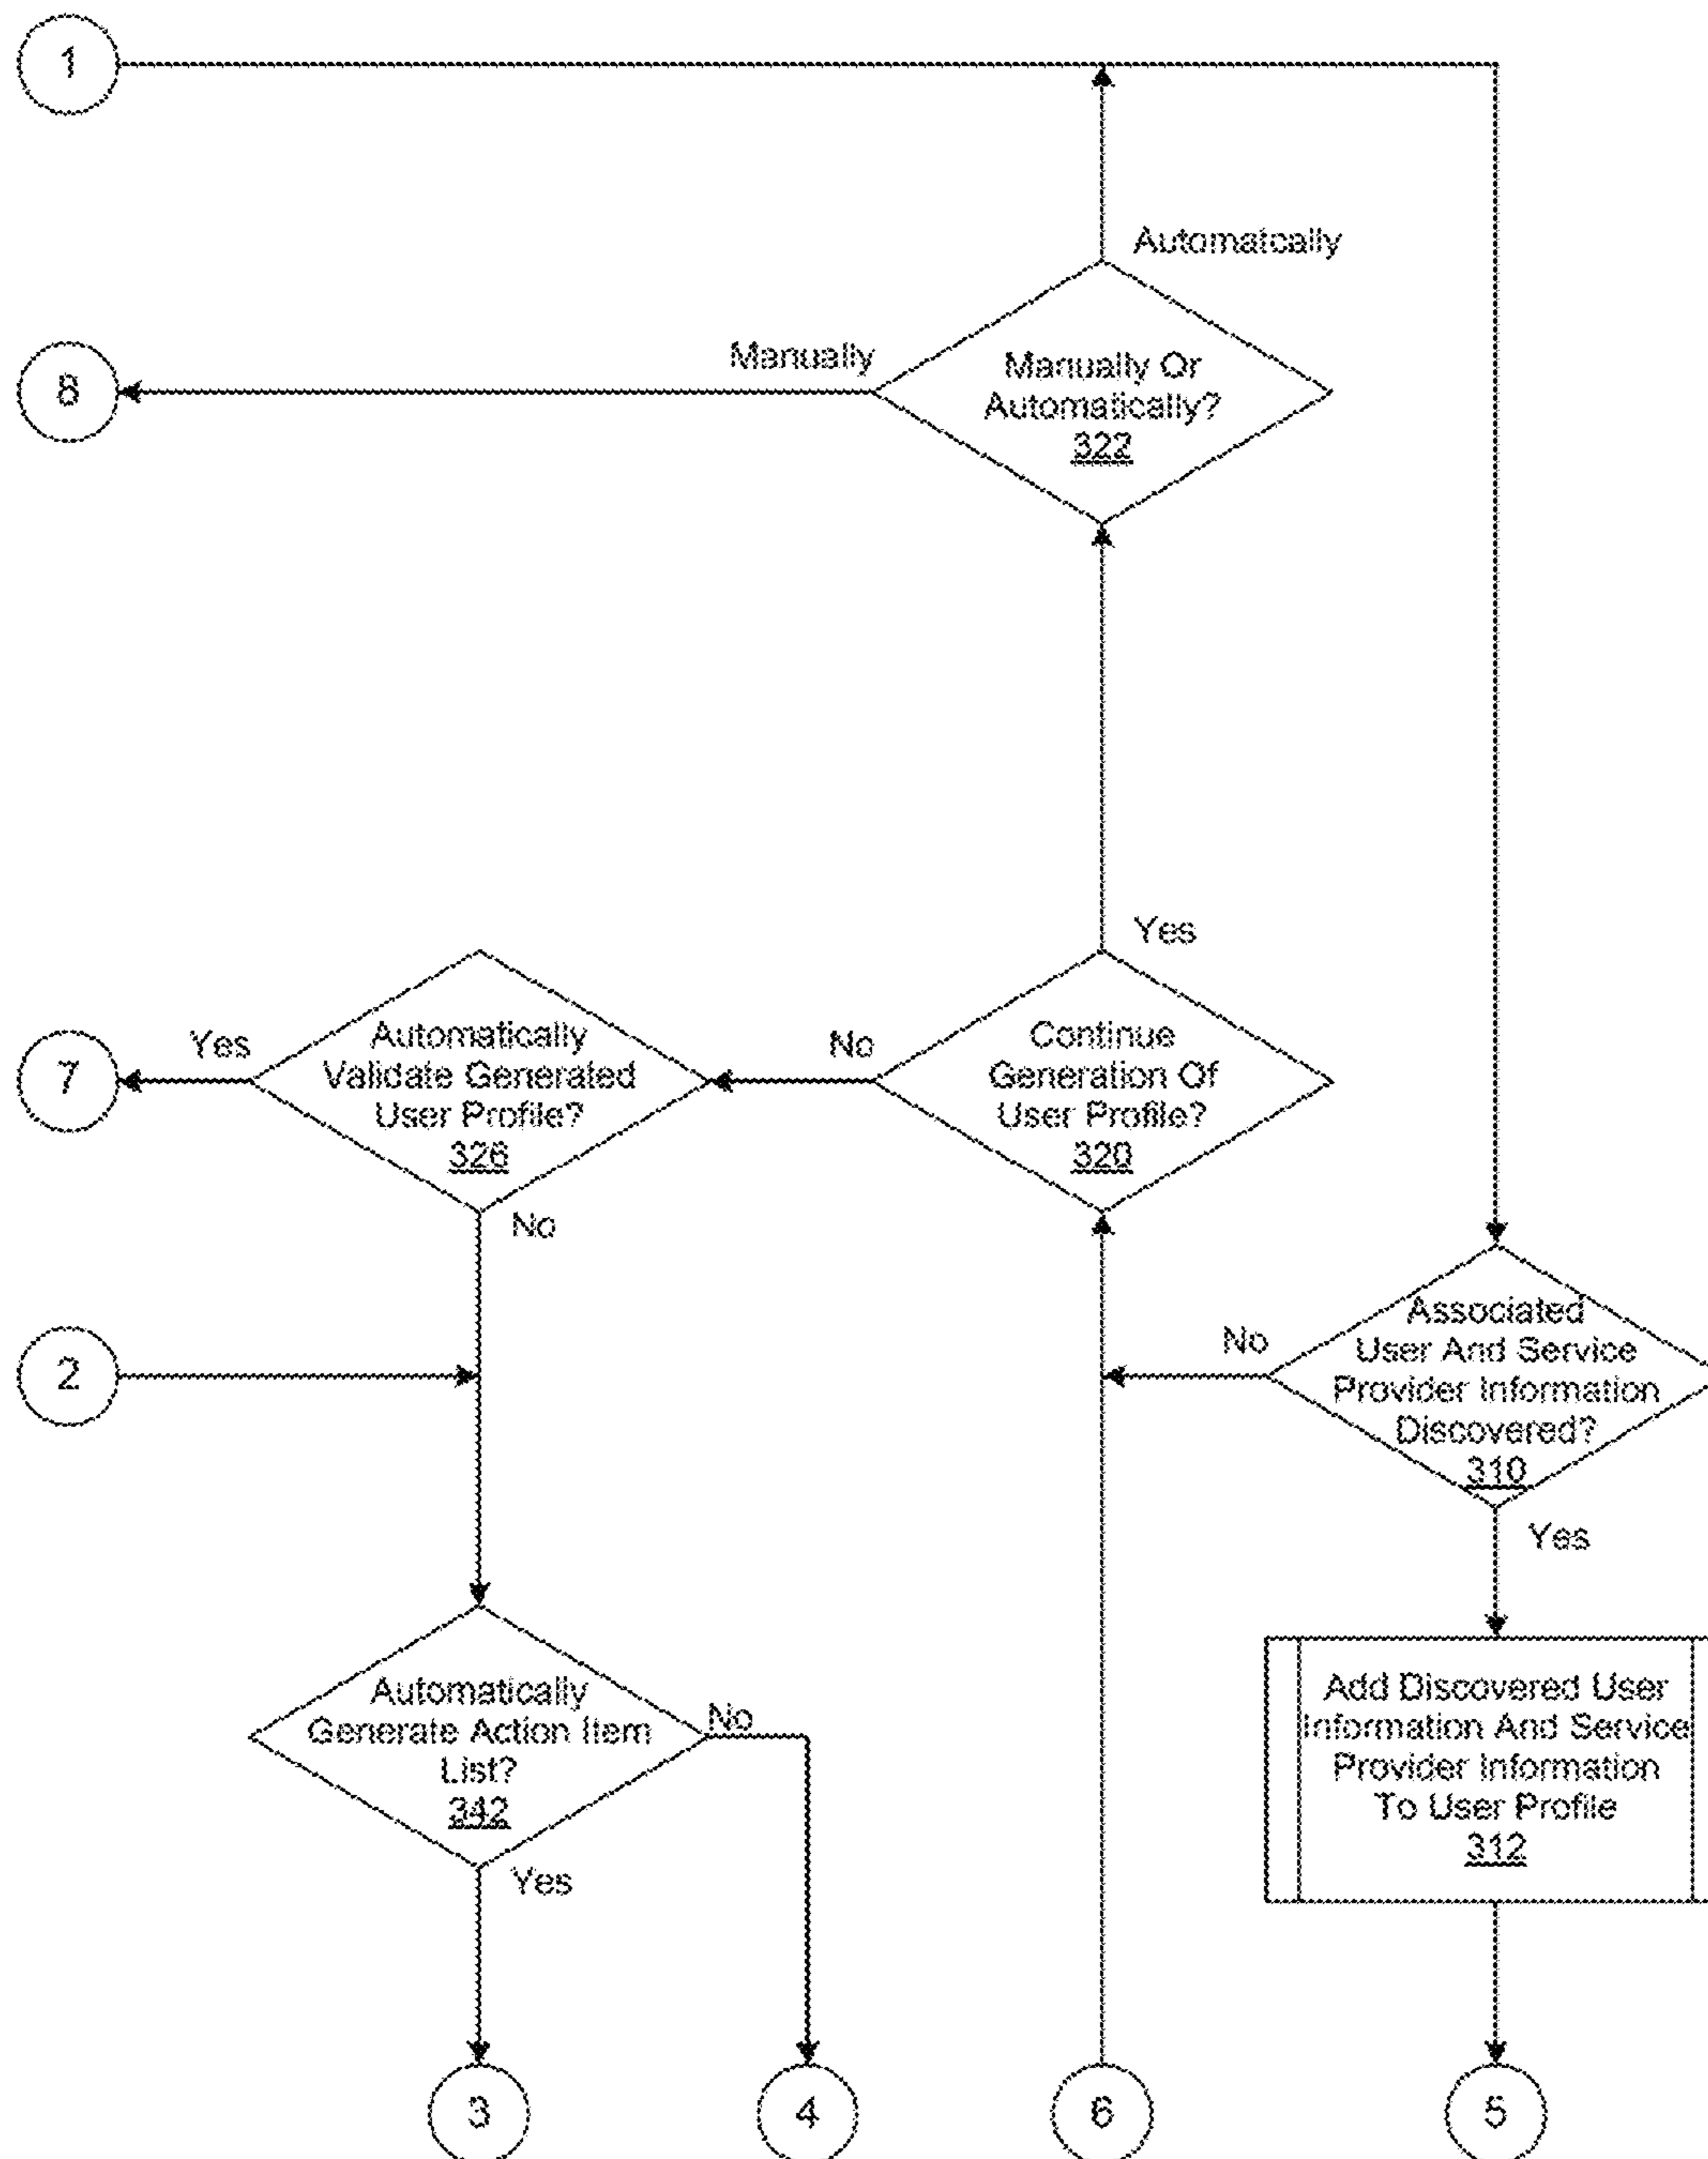 1
Automatcally
Manually
8
Manually Or
Automatically?
322
Yes
Yes
7
Automatically
Validate Generated
User Profile?
326
No
Continue
Generation Of
User Profile?
320
No
2
No
Associated
User And Service
Provider Information
Discovered?
310
Yes
Automatically
Generate Action Item
List?
342
No
Yes
Add Discovered User
Information And Service
Provider Information
To User Profile
312
3
4
6
5